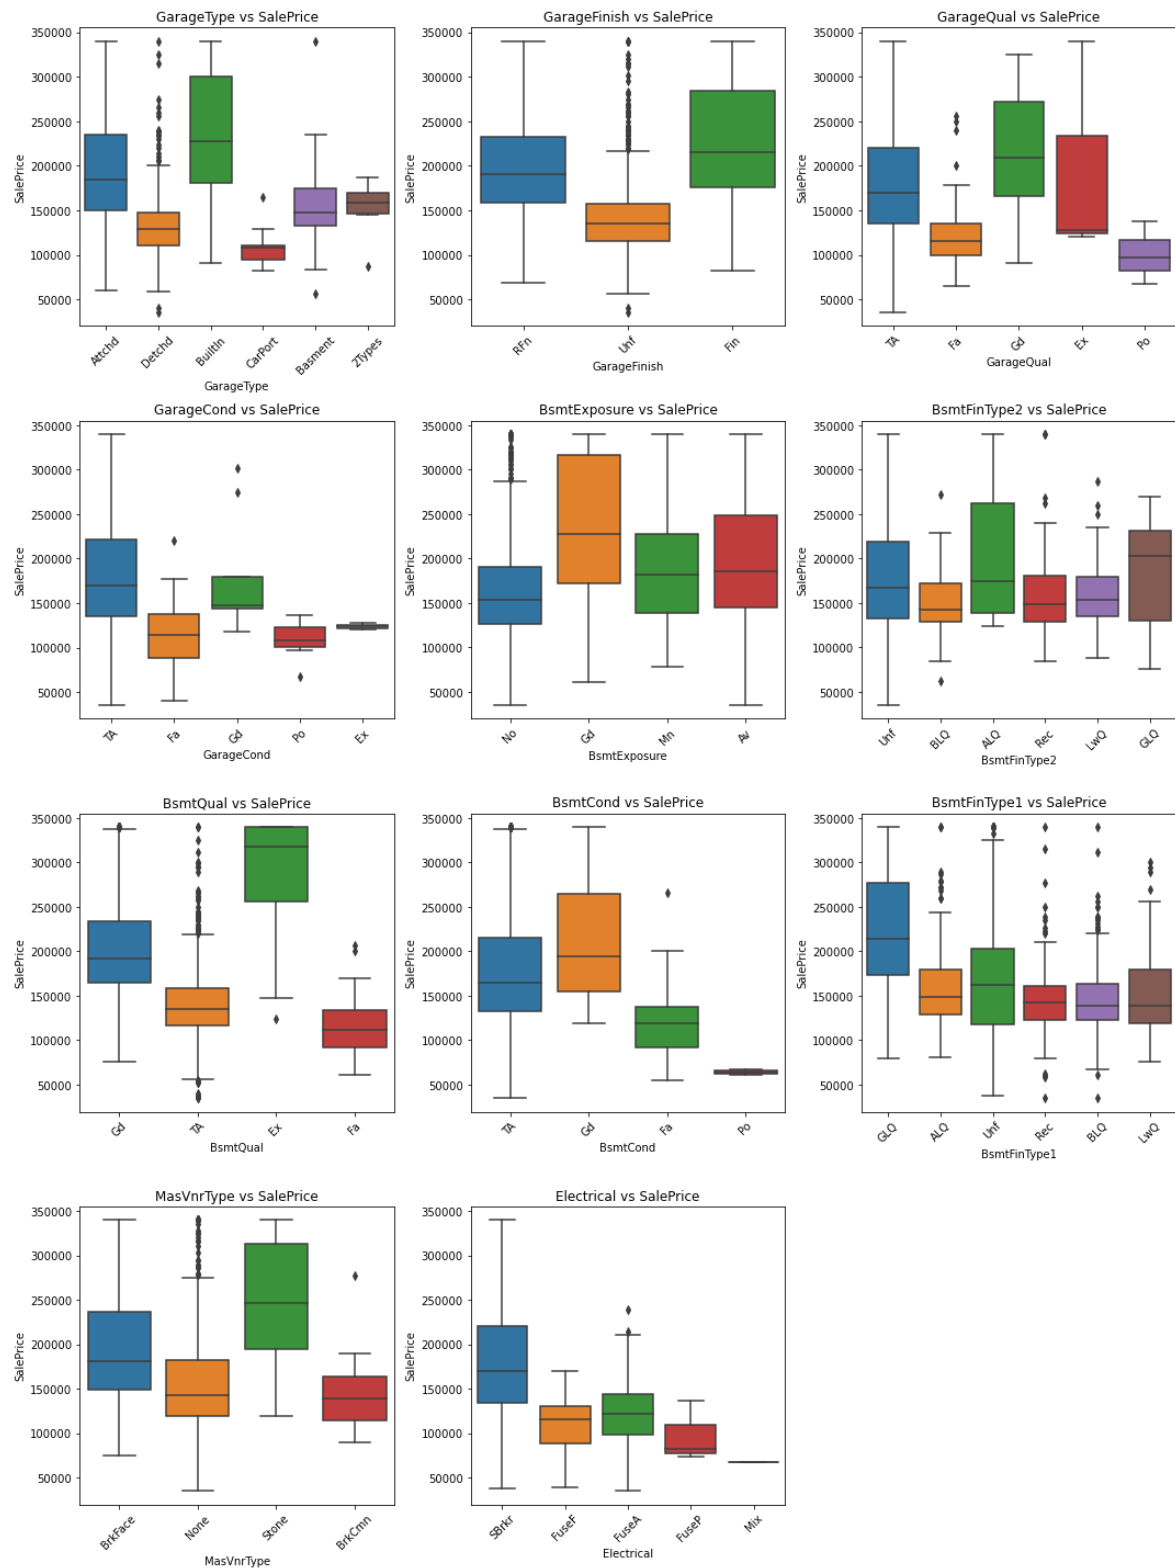 GarageType vs SalePrice
350000
300000
250000
200000
150000
100000
50000
SalePrice
Attchd
Detchd
BuiltIn
CarPort
Basment
2Types
GarageType
GarageFinish vs SalePrice
350000
300000
250000
200000
150000
100000
50000
SalePrice
RFn
Unf
Fin
GarageFinish
GarageQual vs SalePrice
350000
300000
250000
200000
150000
100000
50000
SalePrice
TA
Fa
Gd
Ex
Po
GarageQual
GarageCond vs SalePrice
350000
300000
250000
200000
150000
100000
50000
SalePrice
TA
Fa
Gd
Po
Ex
GarageCond
BsmtExposure vs SalePrice
350000
300000
250000
200000
150000
100000
50000
SalePrice
No
Gd
Mn
Av
BsmtExposure
BsmtFinType2 vs SalePrice
350000
300000
250000
200000
150000
100000
50000
SalePrice
Unf
BLQ
ALQ
Rec
LwQ
GLQ
BsmtFinType2
BsmtQual vs SalePrice
350000
300000
250000
200000
150000
100000
50000
SalePrice
Gd
TA
Ex
Fa
BsmtQual
BsmtCond vs SalePrice
350000
300000
250000
200000
150000
100000
50000
SalePrice
TA
Gd
Fa
Po
BsmtCond
BsmtFinType1 vs SalePrice
350000
300000
250000
200000
150000
100000
50000
SalePrice
GLQ
ALQ
Unf
Rec
BLQ
LwQ
BsmtFinType1
MasVnrType vs SalePrice
350000
300000
250000
200000
150000
100000
50000
SalePrice
BrkFace
None
Stone
BrkCmn
MasVnrType
Electrical vs SalePrice
350000
300000
250000
200000
150000
100000
50000
SalePrice
SBrkr
FuseF
FuseA
FuseP
Mix
Electrical